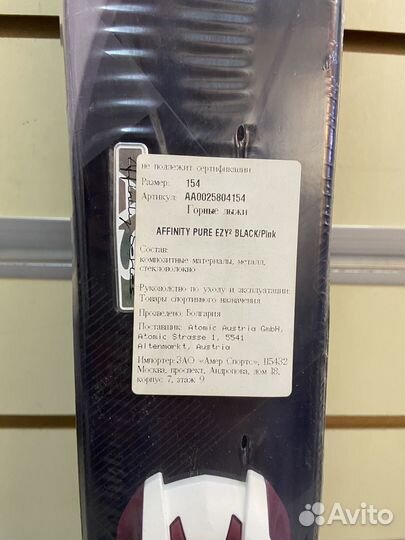 не подлежит сертификации
Размер: 154
Артикул: AA0025804154
Горные лыжи
AFFINITY PURE EZY² BLACK/Pink
Состав:
композитные материалы, металл,
стекловолокно
Руководство по уходу и эксплуатации:
Товары спортивного назначения
Произведено: Болгария
Поставщик: Atomic Austria GmbH,
Atomic Strasse 1, 5541
Altenmarkt, Austria
Импортер: ЗАО «Амер Спортс», 115432
Москва, проспект, Андропова, дом 18,
корпус 7, этаж 9
Avito